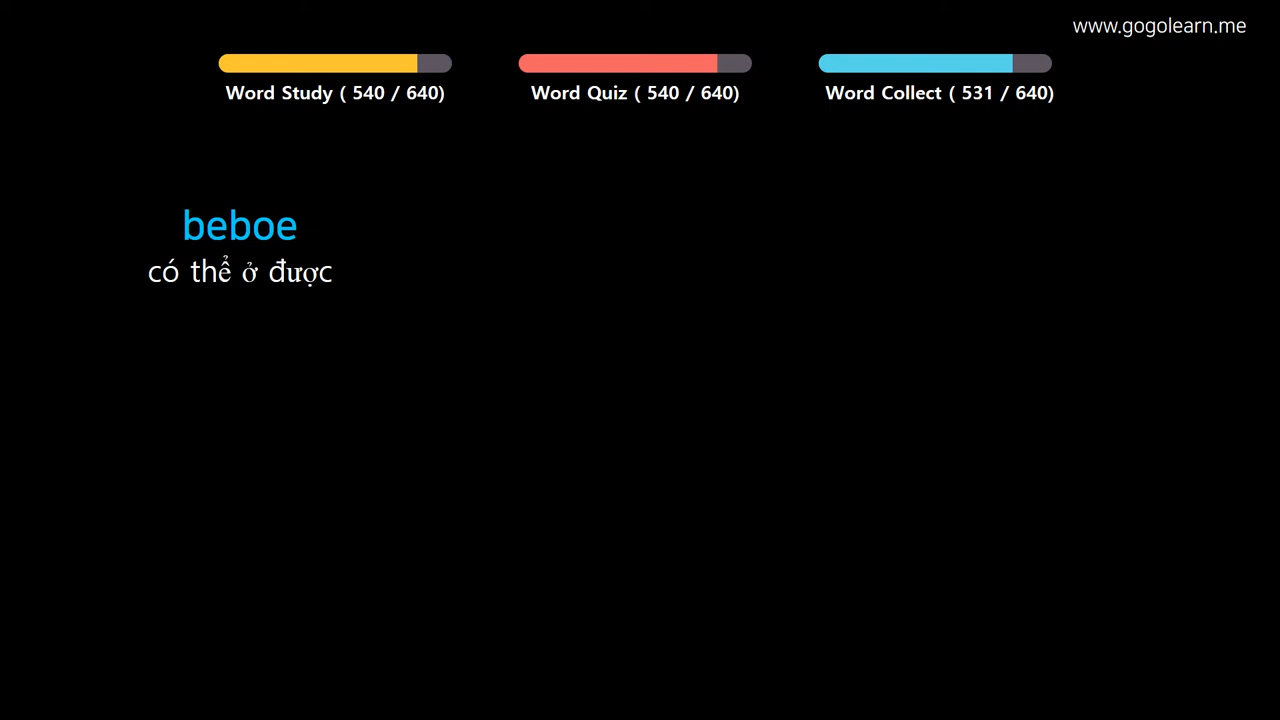 www.gogolearn.me
Word Study ( 540 / 640)
Word Quiz ( 540 / 640)
Word Collect ( 531 / 640)
beboe
có thể ở được